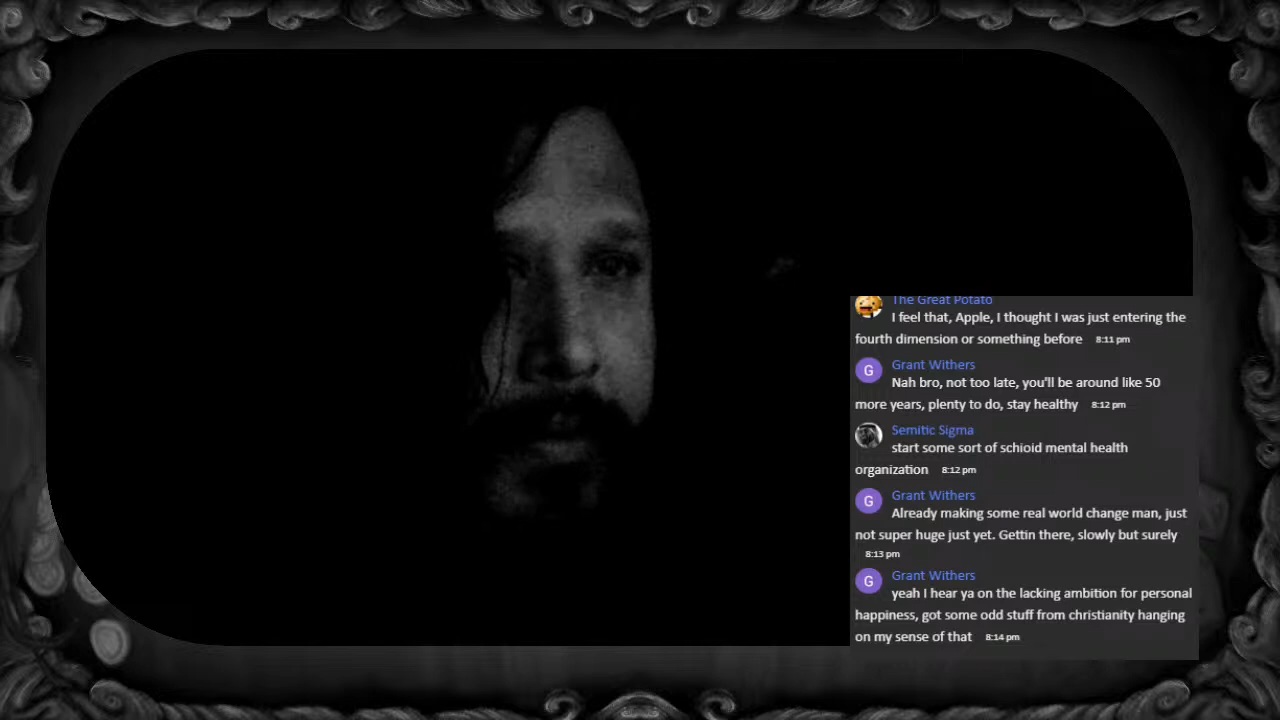 The Great Potato
I feel that, Apple, I thought I was just entering the
fourth dimension or something before 8:11 pm
G Grant Withers
Nah bro, not too late, you'll be around like 50
more years, plenty to do, stay healthy 8:12 pm
Semitic Sigma
start some sort of schioid mental health
organization 8:12 pm
G Grant Withers
Already making some real world change man, just
not super huge just yet. Gettin there, slowly but surely
8:13 pm
G Grant Withers
yeah I hear ya on the lacking ambition for personal
happiness, got some odd stuff from christianity hanging
on my sense of that 8:14 pm